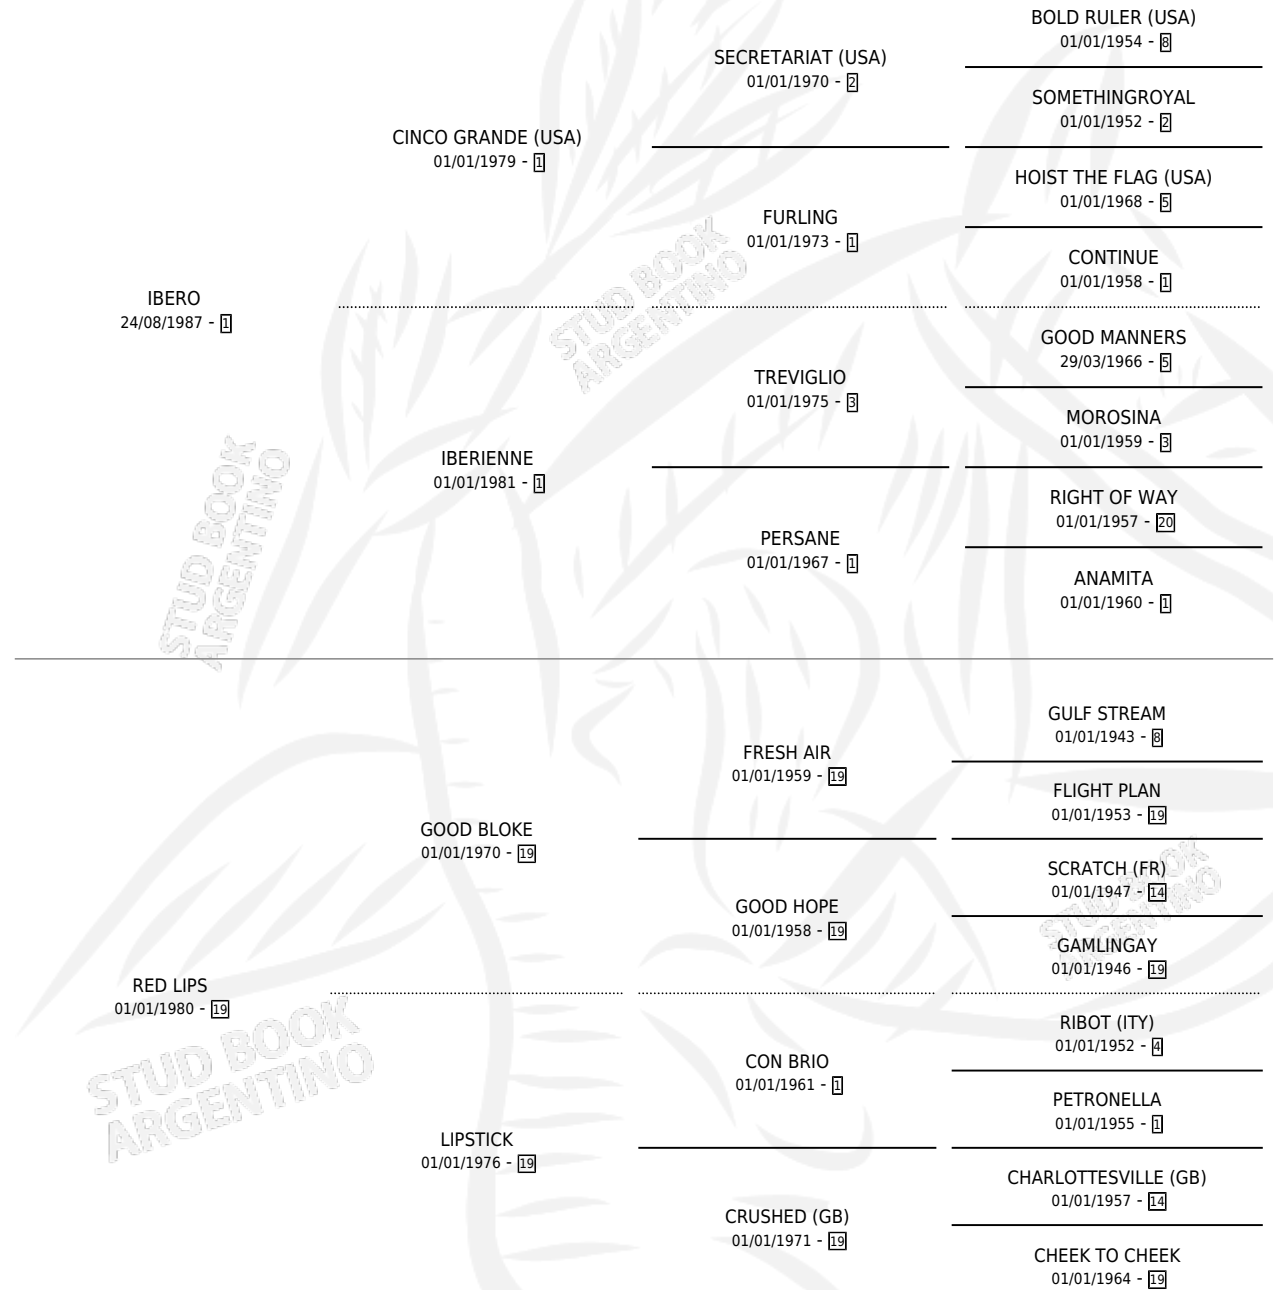 BOLD RULER (USA)
01/01/1954 - 8
SECRETARIAT (USA)
01/01/1970 - 2
SOMETHINGROYAL
01/01/1952 - 2
CINCO GRANDE (USA)
01/01/1979 - 1
HOIST THE FLAG (USA)
01/01/1968 - 5
FURLING
01/01/1973 - 1
CONTINUE
01/01/1958 - 1
IBERO
24/08/1987 - 1
GOOD MANNERS
29/03/1966 - 5
TREVIGLIO
01/01/1975 - 3
MOROSINA
01/01/1959 - 3
IBERIENNE
01/01/1981 - 1
RIGHT OF WAY
01/01/1957 - 20
PERSANE
01/01/1967 - 1
ANAMITA
01/01/1960 - 1
STUD BOOK
ARGENTINO
STUD BOOK
ARGENTINO
GULF STREAM
01/01/1943 - 8
FRESH AIR
01/01/1959 - 19
FLIGHT PLAN
01/01/1953 - 19
GOOD BLOKE
01/01/1970 - 19
SCRATCH (FR)
01/01/1947 - 14
GOOD HOPE
01/01/1958 - 19
GAMLINGAY
01/01/1946 - 19
RED LIPS
01/01/1980 - 19
RIBOT (ITY)
01/01/1952 - 4
CON BRIO
01/01/1961 - 1
PETRONELLA
01/01/1955 - 1
LIPSTICK
01/01/1976 - 19
CHARLOTTESVILLE (GB)
01/01/1957 - 14
CRUSHED (GB)
01/01/1971 - 19
CHEEK TO CHEEK
01/01/1964 - 19
STUD BOOK
ARGENTINO
STUD BOOK
ARGENTINO